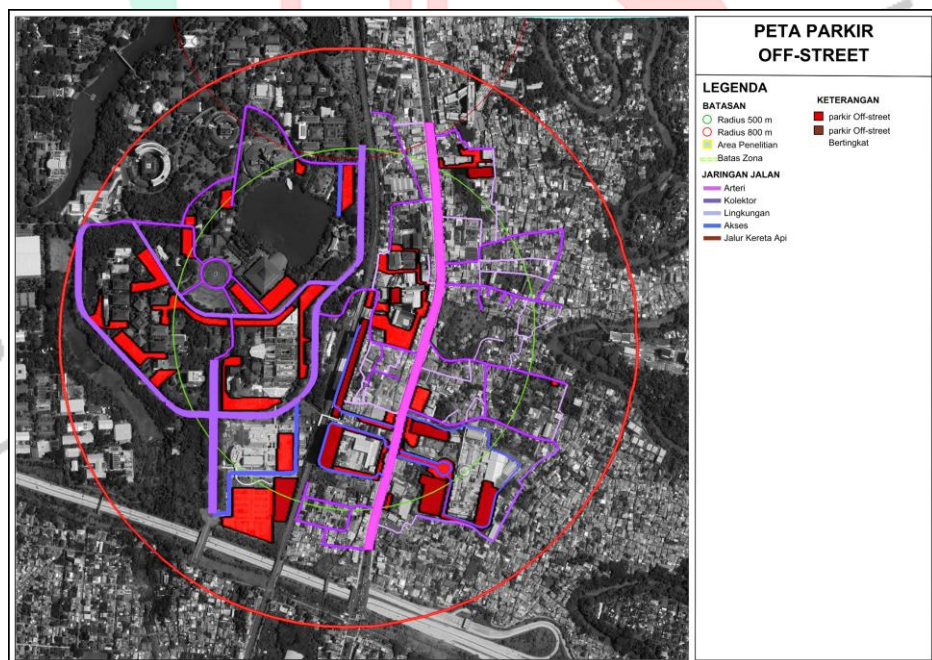 PETA PARKIR
OFF-STREET
LEGENDA
BATASAN
Radius 500 m
Radius 800 m
Area Penelitian
Batas Zona
JARINGAN JALAN
Arteri
Kolektor
Lingkungan
Akses
Jalur Kereta Api
KETERANGAN
parkir Off-street
parkir Off-street
Bertingkat